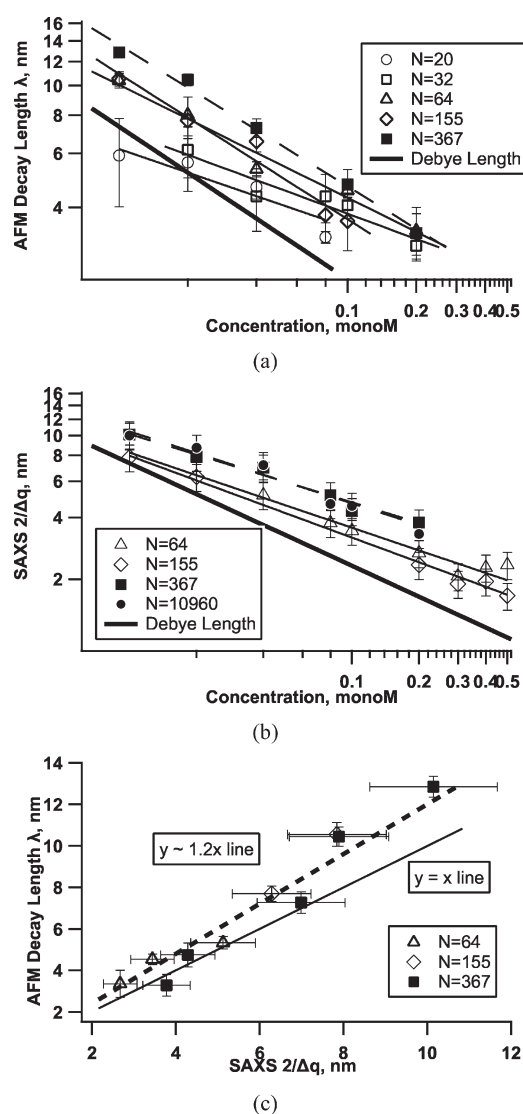 16
14
12
10
8
6
4
AFM Decay Length λ, nm
N=20
N=32
N=64
N=155
N=367
Debye Length
0.1 0.2 0.3 0.4 0.5
Concentration, monoM
(a)
16
14
12
10
8
6
4
2
SAXS 2/Δq, nm
N=64
N=155
N=367
N=10960
Debye Length
0.1 0.2 0.3 0.4 0.5
Concentration, monoM
(b)
14
12
10
8
6
4
2
AFM Decay Length λ, nm
y ~ 1.2x line
y = x line
N=64
N=155
N=367
2 4 6 8 10 12
SAXS 2/Δq, nm
(c)